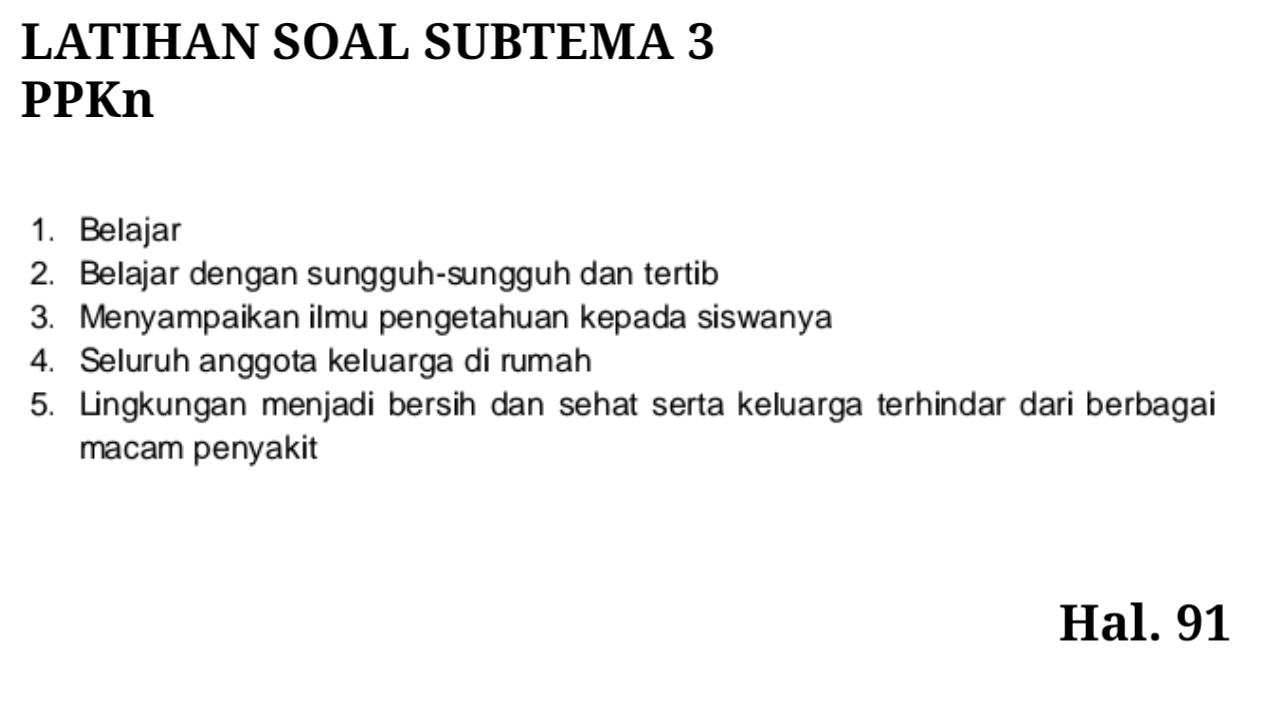 LATIHAN SOAL SUBTEMA 3
PPKn
1. Belajar
2. Belajar dengan sungguh-sungguh dan tertib
3. Menyampaikan ilmu pengetahuan kepada siswanya
4. Seluruh anggota keluarga di rumah
5. Lingkungan menjadi bersih dan sehat serta keluarga terhindar dari berbagai
macam penyakit
Hal. 91